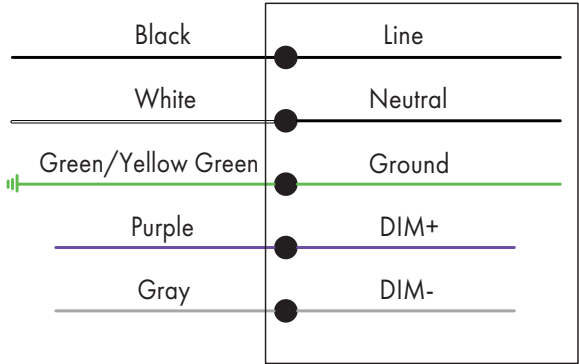 Black Line
White Neutral
Green/Yellow Green Ground
Purple DIM+
Gray DIM-